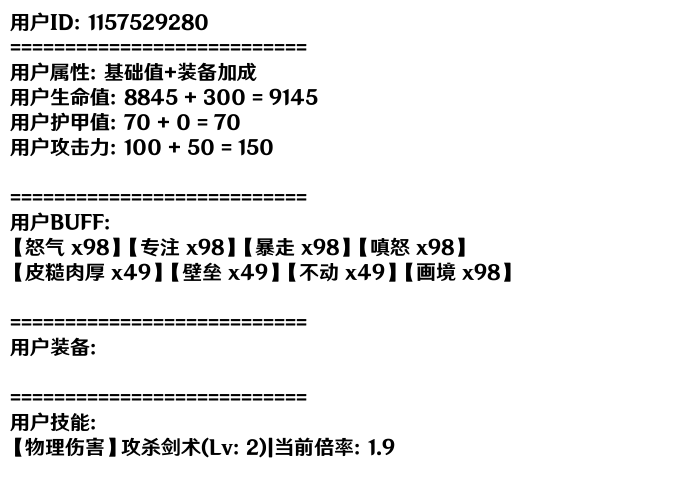 用户ID: 1157529280
===========================
用户属性: 基础值+装备加成
用户生命值: 8845 + 300 = 9145
用户护甲值: 70 + 0 = 70
用户攻击力: 100 + 50 = 150
===========================
用户BUFF:
【怒气 x98】【专注 x98】【暴走 x98】【嗔怒 x98】
【皮糙肉厚 x49】【壁垒 x49】【不动 x49】【画境 x98】
===========================
用户装备:
===========================
用户技能:
【物理伤害】攻杀剑术(Lv: 2)|当前倍率: 1.9